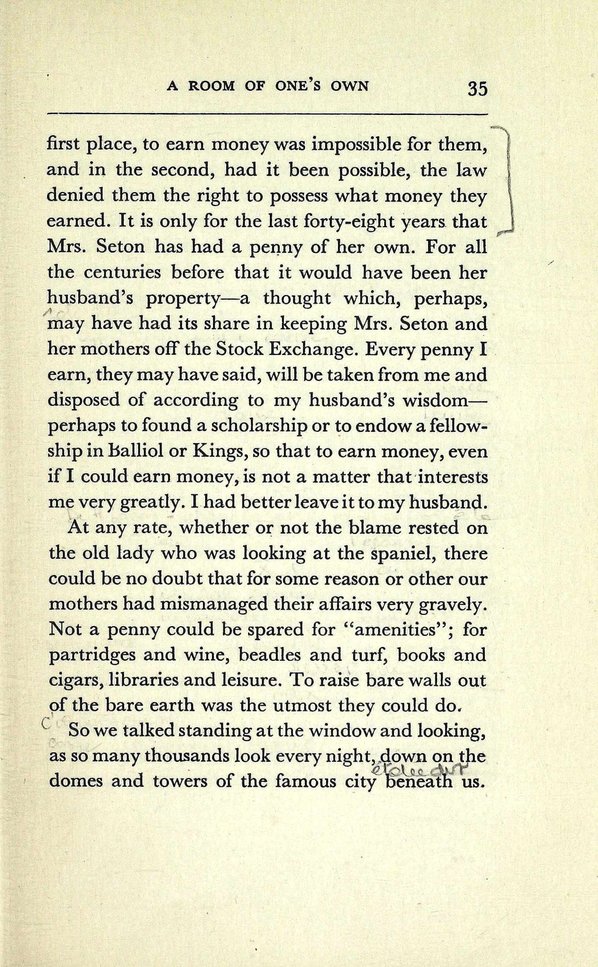 A ROOM OF ONE'S OWN 35
first place, to earn money was impossible for them,
and in the second, had it been possible, the law
denied them the right to possess what money they
earned. It is only for the last forty-eight years that
Mrs. Seton has had a penny of her own. For all
the centuries before that it would have been her
husband's property—a thought which, perhaps,
may have had its share in keeping Mrs. Seton and
her mothers off the Stock Exchange. Every penny I
earn, they may have said, will be taken from me and
disposed of according to my husband's wisdom—
perhaps to found a scholarship or to endow a fellow-
ship in Balliol or Kings, so that to earn money, even
if I could earn money, is not a matter that interests
me very greatly. I had better leave it to my husband.
At any rate, whether or not the blame rested on
the old lady who was looking at the spaniel, there
could be no doubt that for some reason or other our
mothers had mismanaged their affairs very gravely.
Not a penny could be spared for "amenities"; for
partridges and wine, beadles and turf, books and
cigars, libraries and leisure. To raise bare walls out
of the bare earth was the utmost they could do.
So we talked standing at the window and looking,
as so many thousands look every night, down on the
domes and towers of the famous city beneath us.